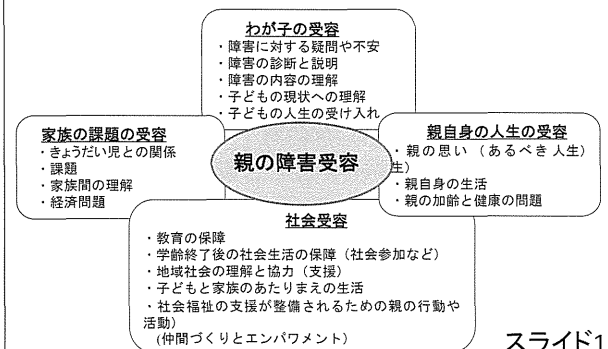 わが子の受容
・障害に対する疑問や不安
・障害の診断と説明
・障害の内容の理解
・子どもの現状への理解
・子どもの人生の受け入れ
家族の課題の受容
・きょうだい児との関係
・課題
・家族間の理解
・経済問題
親の障害受容
親自身の人生の受容
・親の思い（あるべき人生）
生）
・親自身の生活
・親の加齢と健康の問題
社会受容
・教育の保障
・学齢終了後の社会生活の保障（社会参加など）
・地域社会の理解と協力（支援）
・子どもと家族のあたりまえの生活
・社会福祉の支援が整備されるための親の行動や
活動）
(仲間づくりとエンパワメント）
スライド1